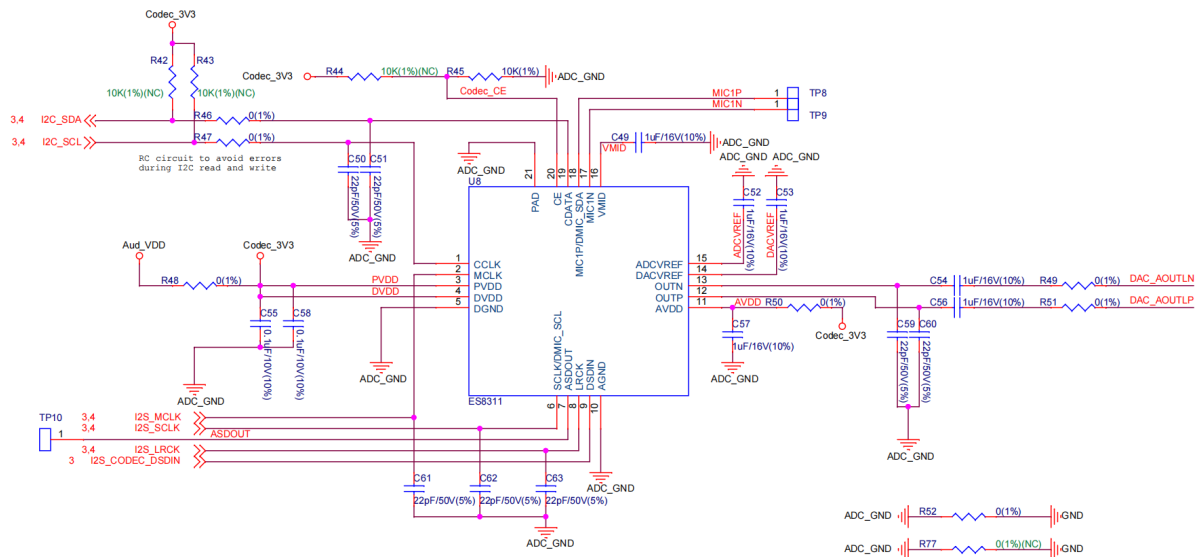 Codec_3V3
R42
R43
10K(1%)(NC)
10K(1%)(NC)
Codec_3V3
R44
10K(1%)(NC)
R45
10K(1%)
ADC_GND
Codec_CE
3,4
I2C_SDA
R46
0(1%)
3,4
I2C_SCL
R47
0(1%)
RC circuit to avoid errors
during I2C read and write
C50
22pF/50V(5%)
C51
22pF/50V(5%)
ADC_GND
MIC1P
1
TP8
MIC1N
1
TP9
C49
1uF/16V(10%)
VMID
ADC_GND
ADC_GND
U8
21
20
19
18
17
16
PAD
CE
CDATA
MIC1P/DMIC_SDA
MIC1N
VMID
ADC_GND
ADC_GND
C52
1uF/16V(10%)
C53
1uF/16V(10%)
ADCVREF
DACVREF
Aud_VDD
Codec_3V3
R48
0(1%)
PVDD
DVDD
1
CCLK
2
MCLK
3
PVDD
4
DVDD
5
DGND
ADCVREF
15
DACVREF
14
OUTN
13
OUTP
12
AVDD
11
C54
1uF/16V(10%)
R49
0(1%)
DAC_AOUTLN
C56
1uF/16V(10%)
R51
0(1%)
DAC_AOUTLP
AVDD
R50
0(1%)
Codec_3V3
C57
1uF/16V(10%)
ADC_GND
C59
22pF/50V(5%)
C60
22pF/50V(5%)
ADC_GND
C55
0.1uF/10V(10%)
C58
0.1uF/10V(10%)
ADC_GND
ADC_GND
SCLK/DMIC_SCL
ASDOUT
LRCK
DSDIN
AGND
ES8311
6
7
8
9
10
TP10
1
3,4
I2S_MCLK
3,4
I2S_SCLK
ASDOUT
3,4
I2S_LRCK
3
I2S_CODEC_DSDIN
C61
22pF/50V(5%)
C62
22pF/50V(5%)
C63
22pF/50V(5%)
ADC_GND
ADC_GND
ADC_GND
R52
0(1%)
GND
ADC_GND
R77
0(1%)(NC)
GND